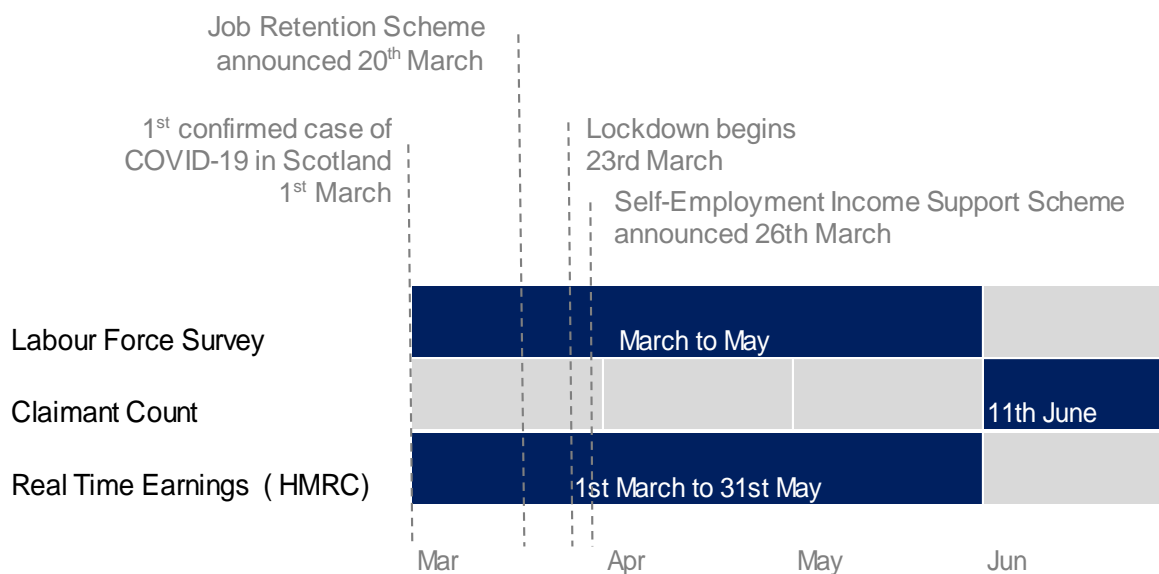 Job Retention Scheme
announced 20th March
1st confirmed case of
COVID-19 in Scotland
1st March
Lockdown begins
23rd March
Self-Employment Income Support Scheme
announced 26th March
Labour Force Survey
March to May
Claimant Count
11th June
Real Time Earnings ( HMRC)
1st March to 31st May
Mar
Apr
May
Jun